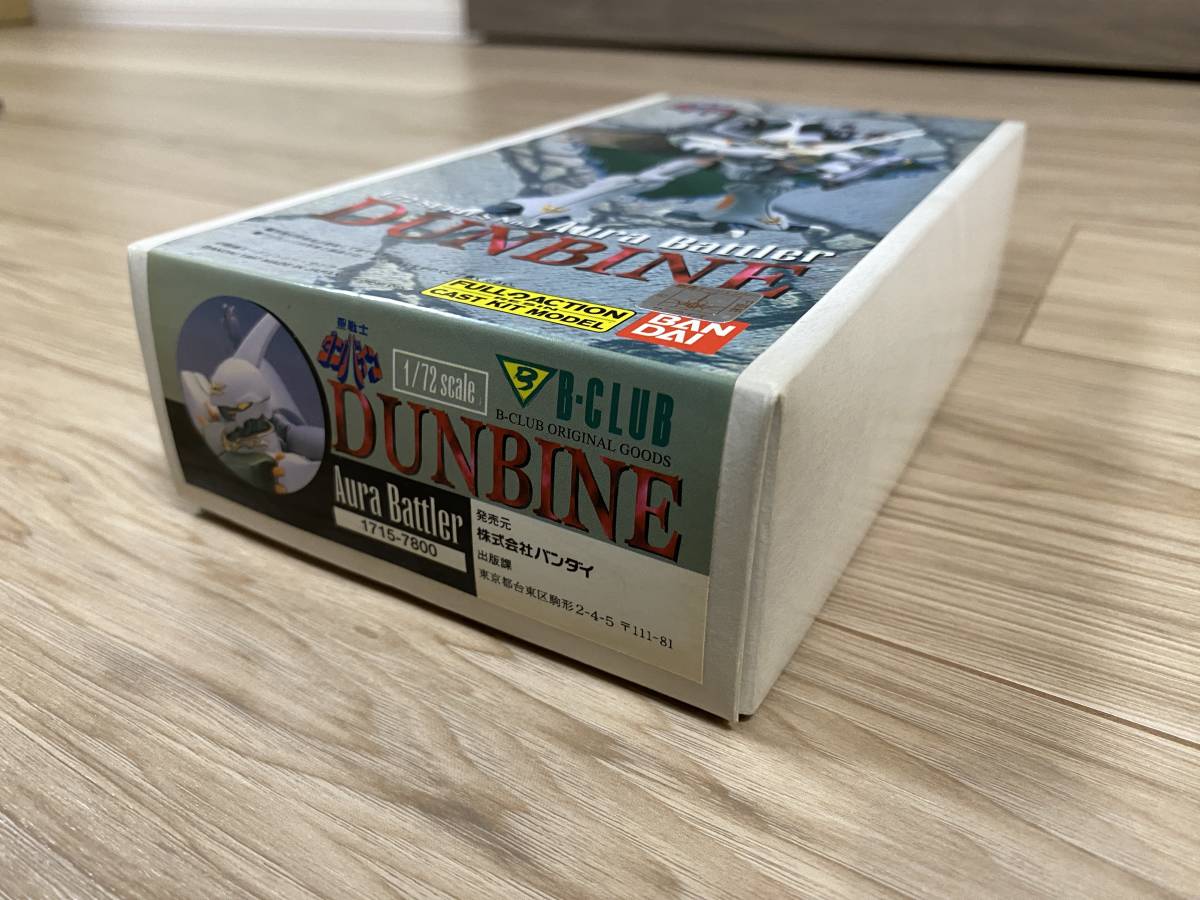 Aura Battler
DUNBINE
FULL ACTION
CAST KIT MODEL
BAN
DAI
聖戦士
ダンバイン
1/72 scale
B
B-CLUB
B-CLUB ORIGINAL GOODS
DUNBINE
Aura Battler
1715-7800
発売元
株式会社バンダイ
出版課
東京都台東区駒形2-4-5 〒111-81